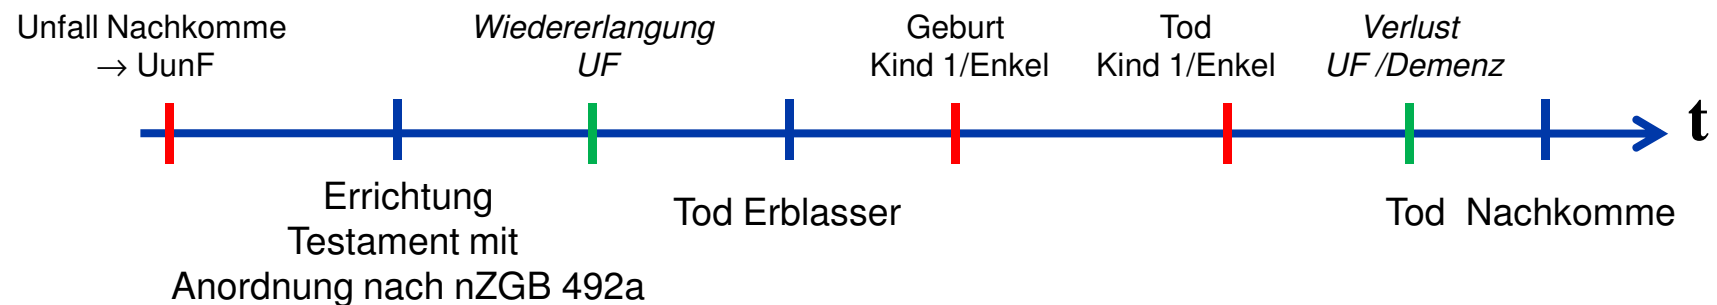 Unfall Nachkomme
→ UunF
Wiedererlangung
UF
Geburt
Kind 1/Enkel
Tod
Kind 1/Enkel
Verlust
UF /Demenz
t
Errichtung
Testament mit
Anordnung nach nZGB 492a
Tod Erblasser
Tod Nachkomme